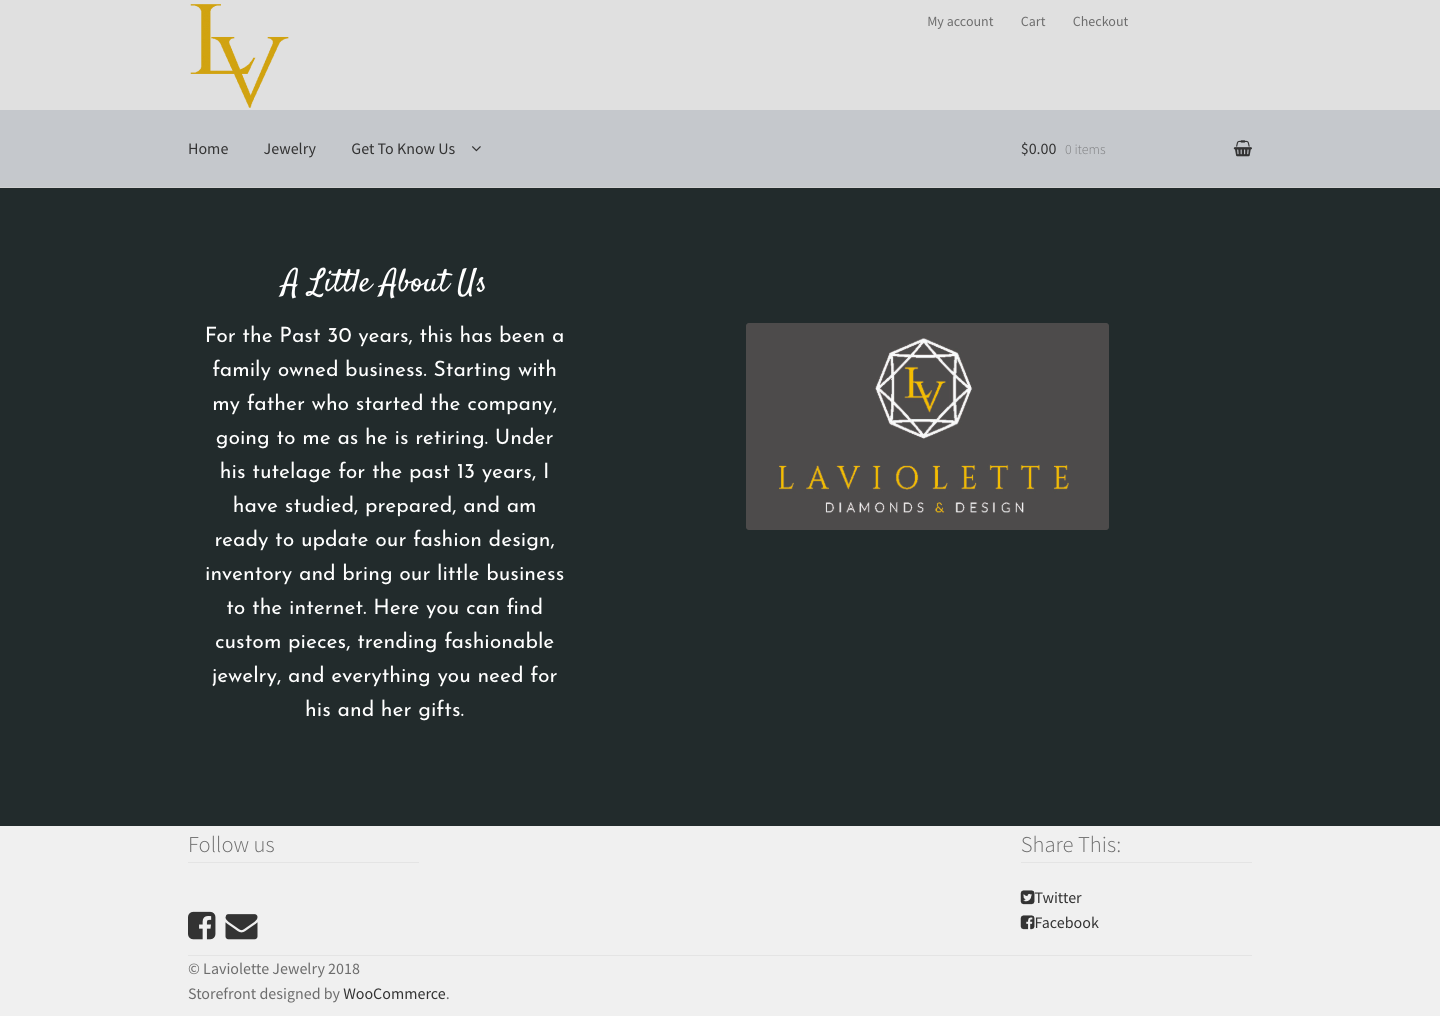 LV
My account Cart Checkout
Home Jewelry Get To Know Us $0.00 0 items
A Little About Us
For the Past 30 years, this has been a
family owned business. Starting with
my father who started the company,
going to me as he is retiring. Under
his tutelage for the past 13 years, I
have studied, prepared, and am
ready to update our fashion design,
inventory and bring our little business
to the internet. Here you can find
custom pieces, trending fashionable
jewelry, and everything you need for
his and her gifts.
LV
LAVIOLETTE
DIAMONDS & DESIGN
Follow us
Share This:
Twitter
Facebook
© Laviolette Jewelry 2018
Storefront designed by WooCommerce.